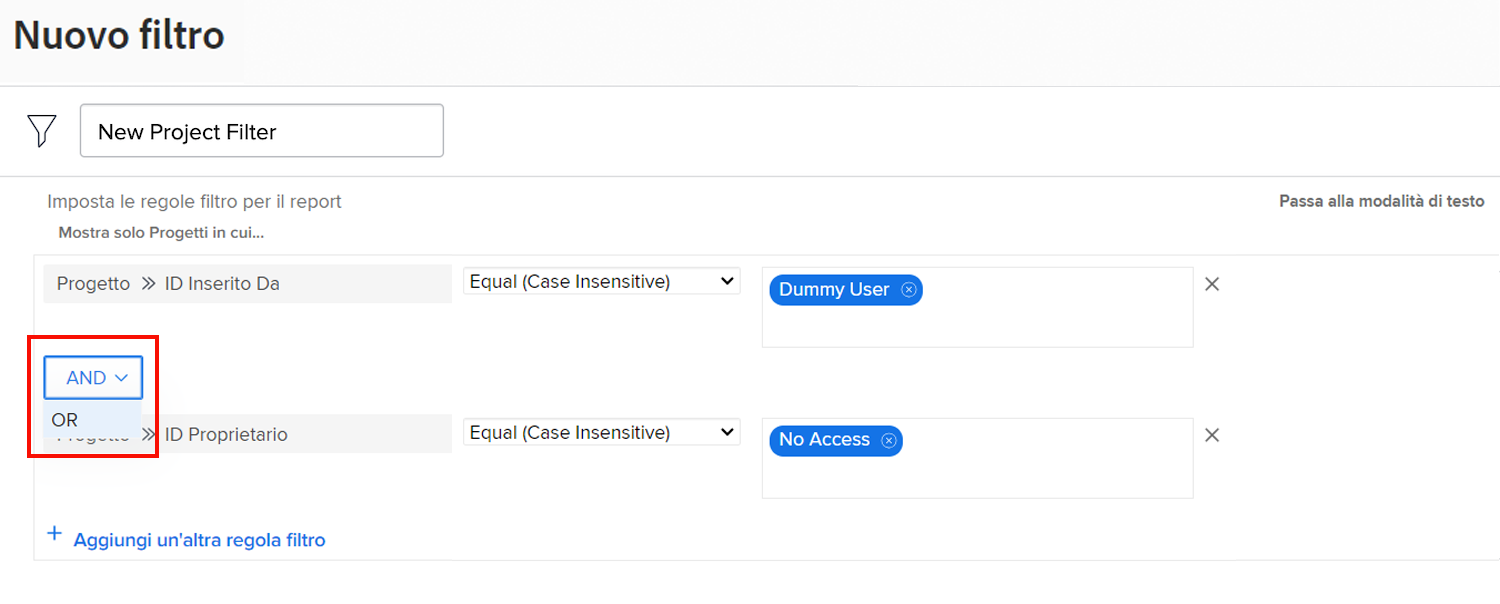 Nuovo filtro
New Project Filter
Imposta le regole filtro per il report
Passa alla modalità di testo
Mostra solo Progetti in cui...
Progetto » ID Inserito Da
Equal (Case Insensitive)
Dummy User
AND
OR
Progetto » ID Proprietario
Equal (Case Insensitive)
No Access
+ Aggiungi un'altra regola filtro